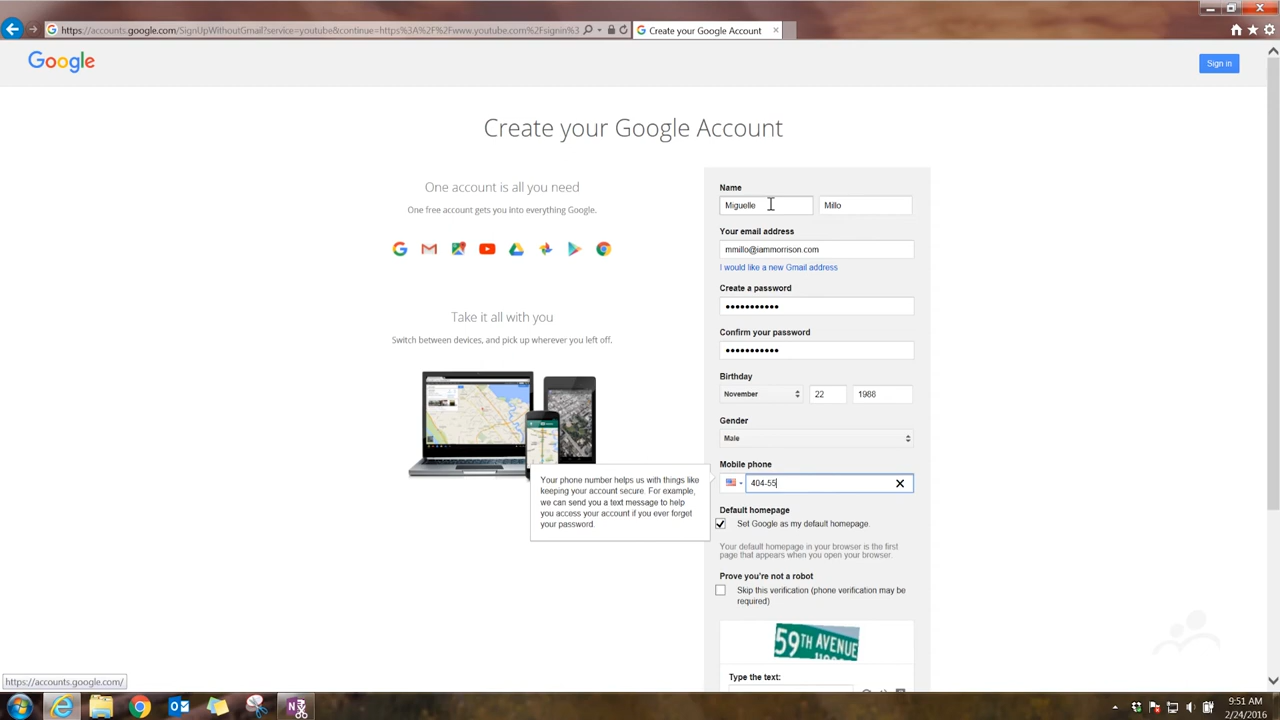 https://accounts.google.com/SignUpWithoutGmail?service=youtube&continue=https%3A%2F%2Fwww.youtube.com%2Fsignin%3
Create your Google Account
Google
Sign in
Create your Google Account
One account is all you need
One free account gets you into everything Google.
Take it all with you
Switch between devices, and pick up wherever you left off.
Name
Miguelle
Millo
Your email address
mmillo@iammorrison.com
I would like a new Gmail address
Create a password
•••••••••••
Confirm your password
•••••••••••
Birthday
November
22
1988
Gender
Male
Mobile phone
404-55
Your phone number helps us with things like
keeping your account secure. For example,
we can send you a text message to help
you access your account if you ever forget
your password.
Default homepage
Set Google as my default homepage.
Your default homepage in your browser is the first
page that appears when you open your browser.
Prove you're not a robot
Skip this verification (phone verification may be
required)
59TH AVENUE
Type the text:
https://accounts.google.com/
9:51 AM
2/24/2016